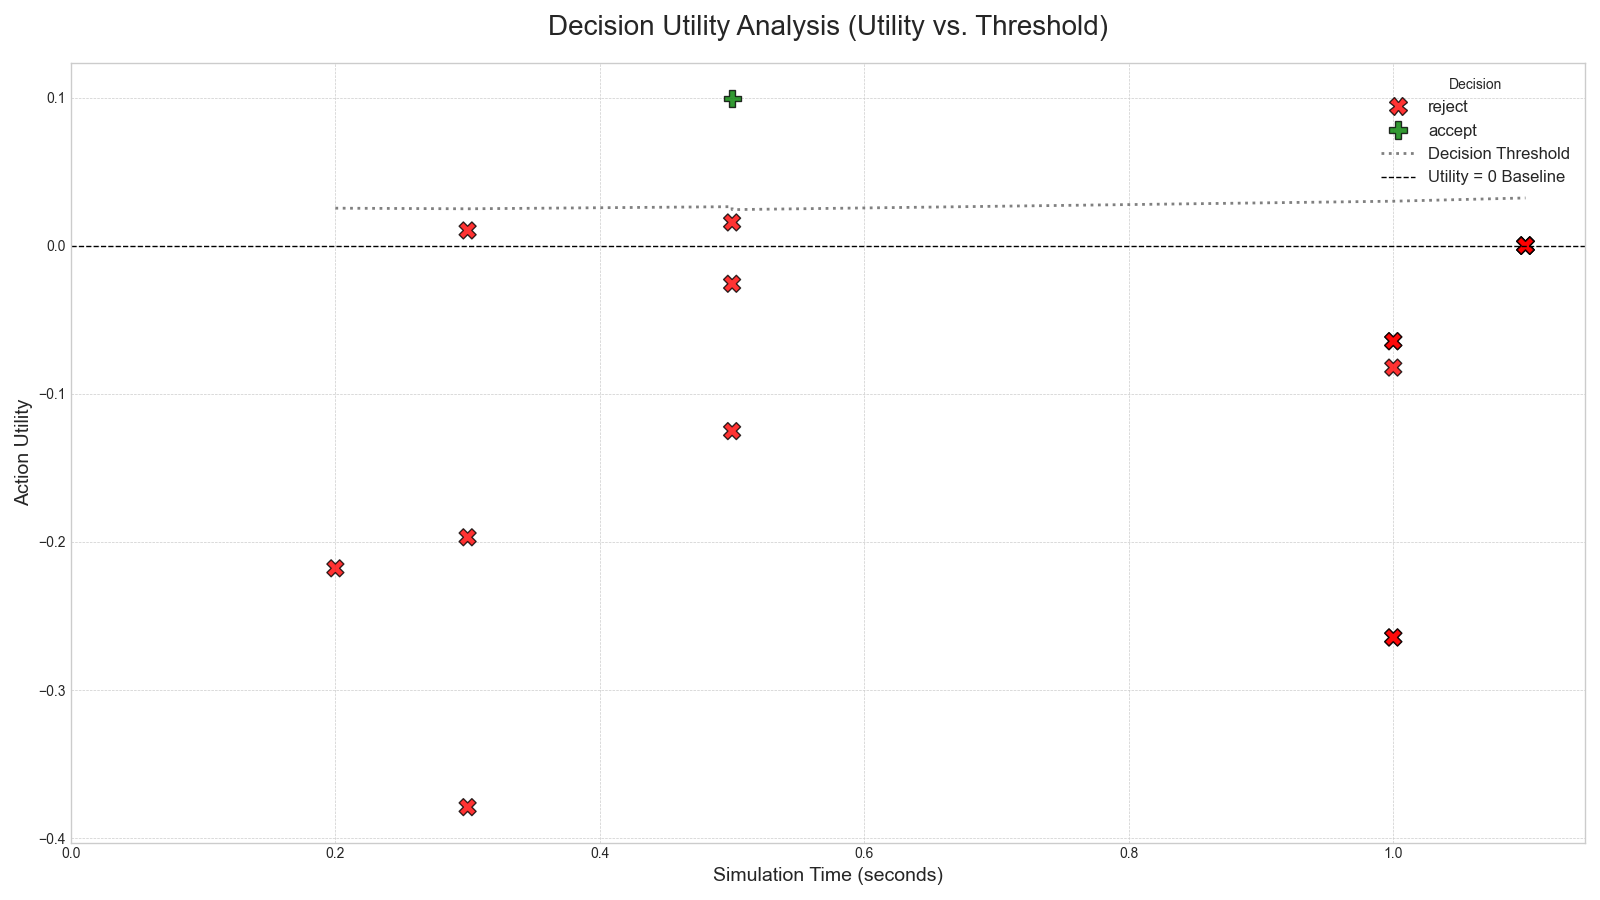 Decision Utility Analysis (Utility vs. Threshold)
Decision
reject
accept
Decision Threshold
Utility = 0 Baseline
Action Utility
0.1
0.0
−0.1
−0.2
−0.3
−0.4
0.0
0.2
0.4
0.6
0.8
1.0
Simulation Time (seconds)